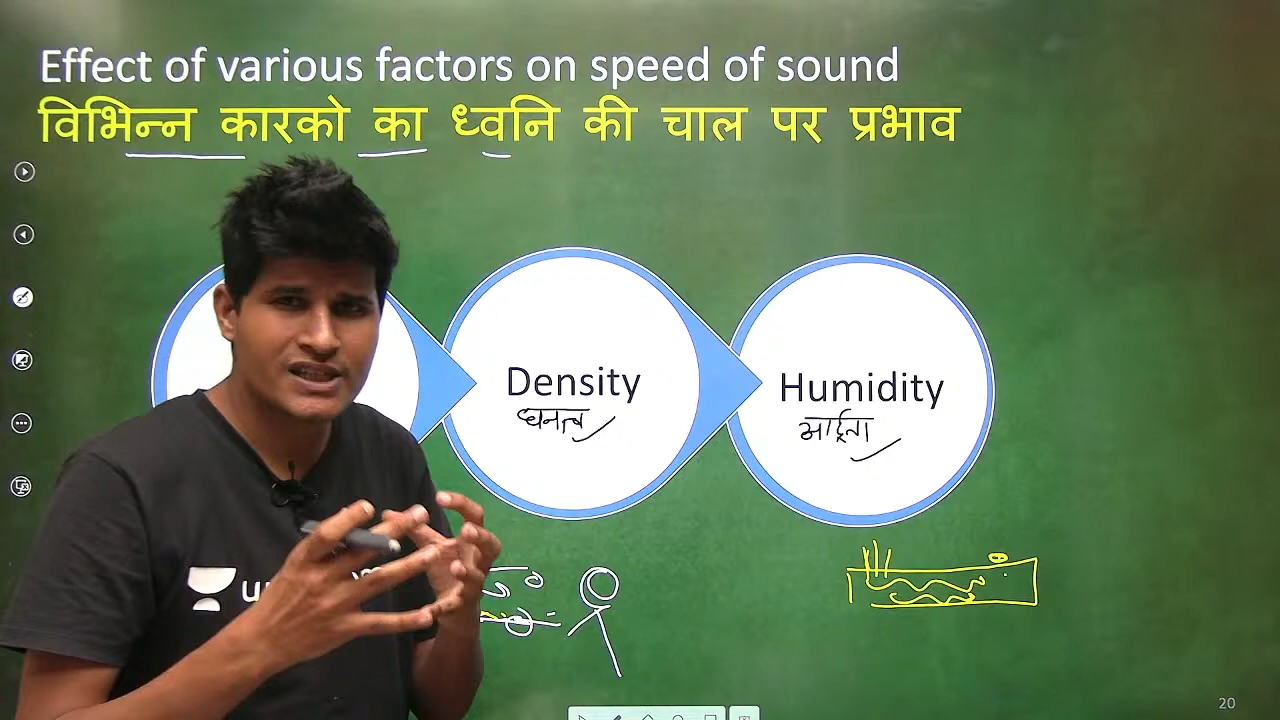 Effect of various factors on speed of sound
विभिन्न कारको का ध्वनि की चाल पर प्रभाव
Density
घनत्व
Humidity
आर्द्रता
20